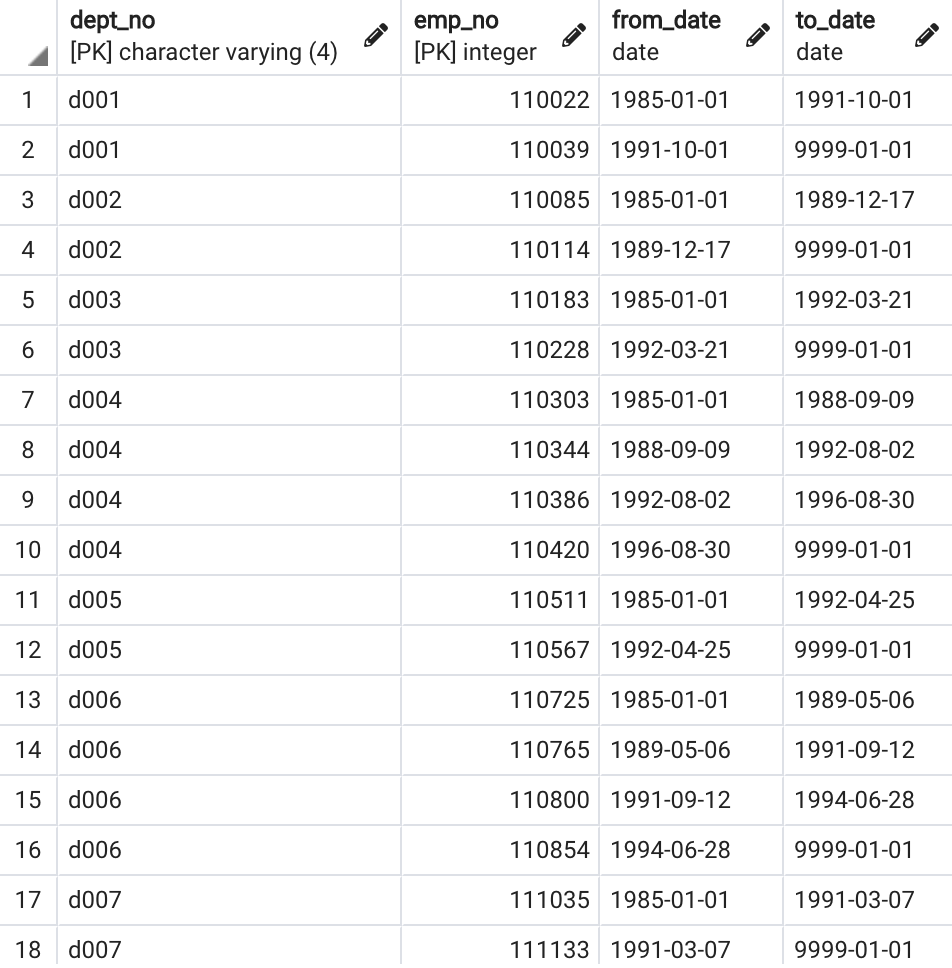 dept_no emp_no from_date to_date
[PK] character varying (4) [PK] integer date date
1 d001 110022 1985-01-01 1991-10-01
2 d001 110039 1991-10-01 9999-01-01
3 d002 110085 1985-01-01 1989-12-17
4 d002 110114 1989-12-17 9999-01-01
5 d003 110183 1985-01-01 1992-03-21
6 d003 110228 1992-03-21 9999-01-01
7 d004 110303 1985-01-01 1988-09-09
8 d004 110344 1988-09-09 1992-08-02
9 d004 110386 1992-08-02 1996-08-30
10 d004 110420 1996-08-30 9999-01-01
11 d005 110511 1985-01-01 1992-04-25
12 d005 110567 1992-04-25 9999-01-01
13 d006 110725 1985-01-01 1989-05-06
14 d006 110765 1989-05-06 1991-09-12
15 d006 110800 1991-09-12 1994-06-28
16 d006 110854 1994-06-28 9999-01-01
17 d007 111035 1985-01-01 1991-03-07
18 d007 111133 1991-03-07 9999-01-01